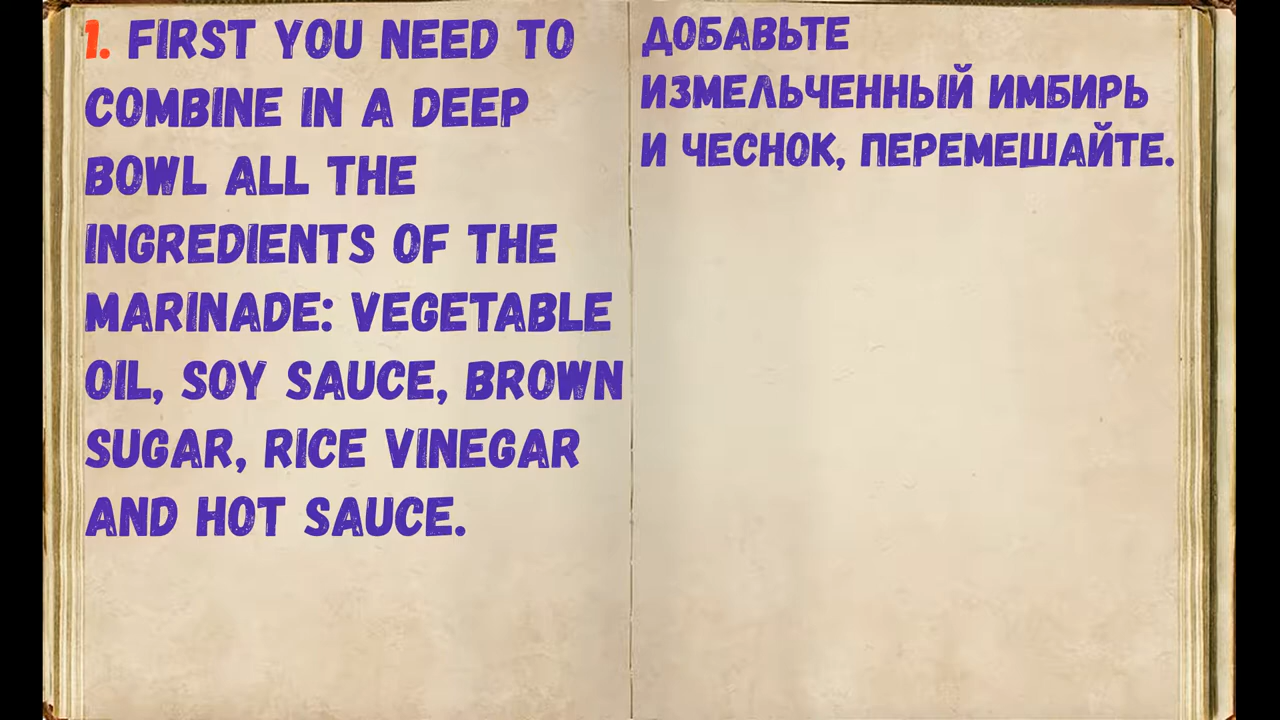 1. FIRST YOU NEED TO
COMBINE IN A DEEP
BOWL ALL THE
INGREDIENTS OF THE
MARINADE: VEGETABLE
OIL, SOY SAUCE, BROWN
SUGAR, RICE VINEGAR
AND HOT SAUCE.
ДОБАВЬТЕ
ИЗМЕЛЬЧЕННЫЙ ИМБИРЬ
И ЧЕСНОК, ПЕРЕМЕШАЙТЕ.